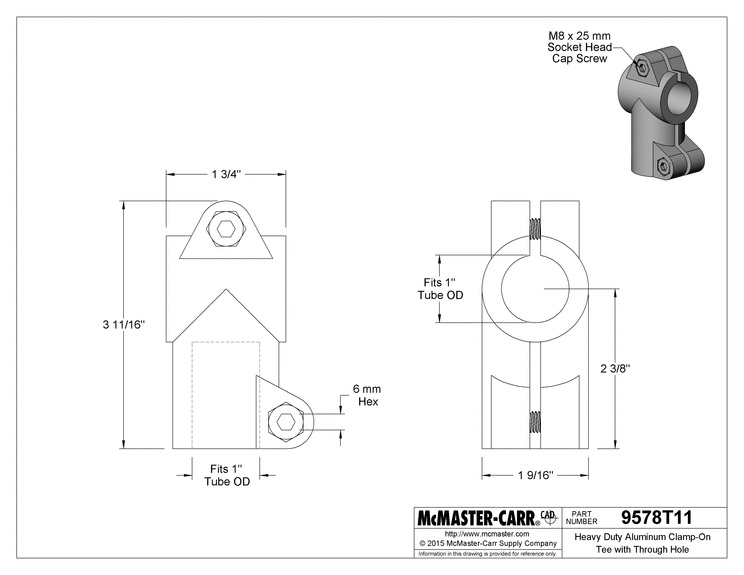 M8 x 25 mm
Socket Head
Cap Screw
1 3/4"
3 11/16"
Fits 1"
Tube OD
6 mm
Hex
Fits 1"
Tube OD
2 3/8"
1 9/16"
McMASTER-CARR® CAD
http://www.mcmaster.com
© 2015 McMaster-Carr Supply Company
Information in this drawing is provided for reference only.
PART
NUMBER
9578T11
Heavy Duty Aluminum Clamp-On
Tee with Through Hole